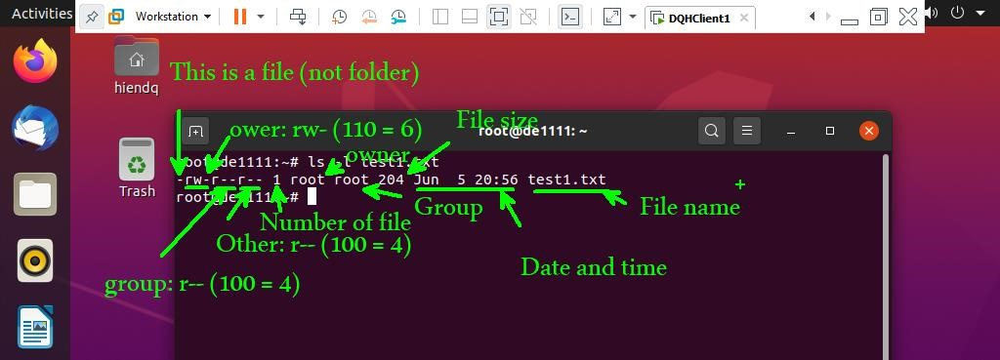 Activities
Workstation
DQHClient1
hiendq
This is a file (not folder)
ower: rw- (110 = 6)
File size
root@de1111: ~
owner
root@de1111:~# ls -l test1.txt
-rw-r--r-- 1 root root 204 Jun  5 20:56 test1.txt
root@de1111:~#
Trash
Group
File name
Number of file
Other: r-- (100 = 4)
Date and time
group: r-- (100 = 4)